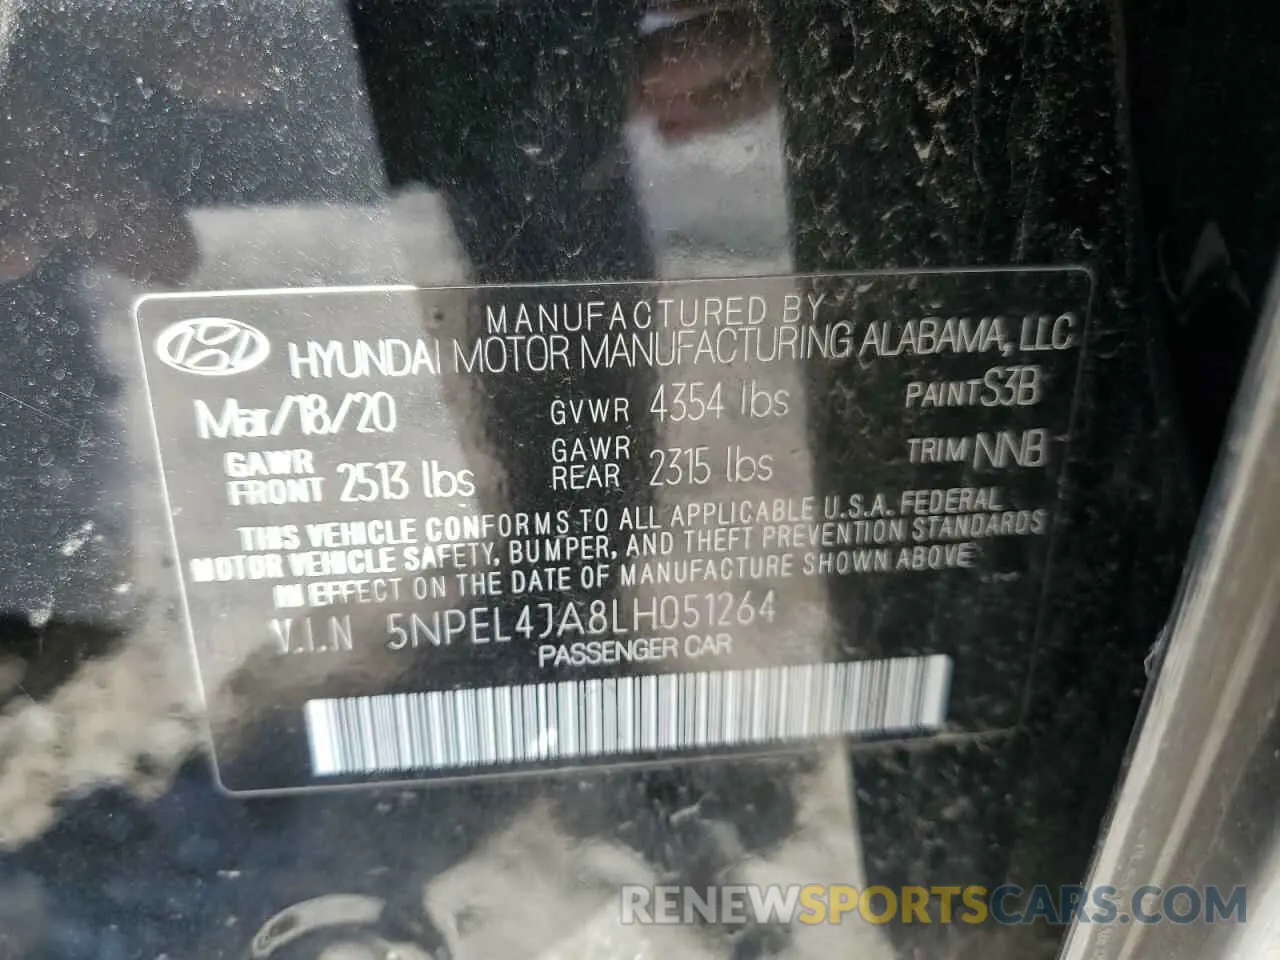 MANUFACTURED BY
HYUNDAI MOTOR MANUFACTURING ALABAMA, LLC
Mar/18/20 GVWR 4354 lbs PAINT S3B
GAWR FRONT 2513 lbs GAWR REAR 2315 lbs TRIM NNB
THIS VEHICLE CONFORMS TO ALL APPLICABLE U.S.A. FEDERAL
MOTOR VEHICLE SAFETY, BUMPER, AND THEFT PREVENTION STANDARDS
IN EFFECT ON THE DATE OF MANUFACTURE SHOWN ABOVE
V.I.N 5NPEL4JA8LH051264
PASSENGER CAR
RENEWSPORTSCARS.COM